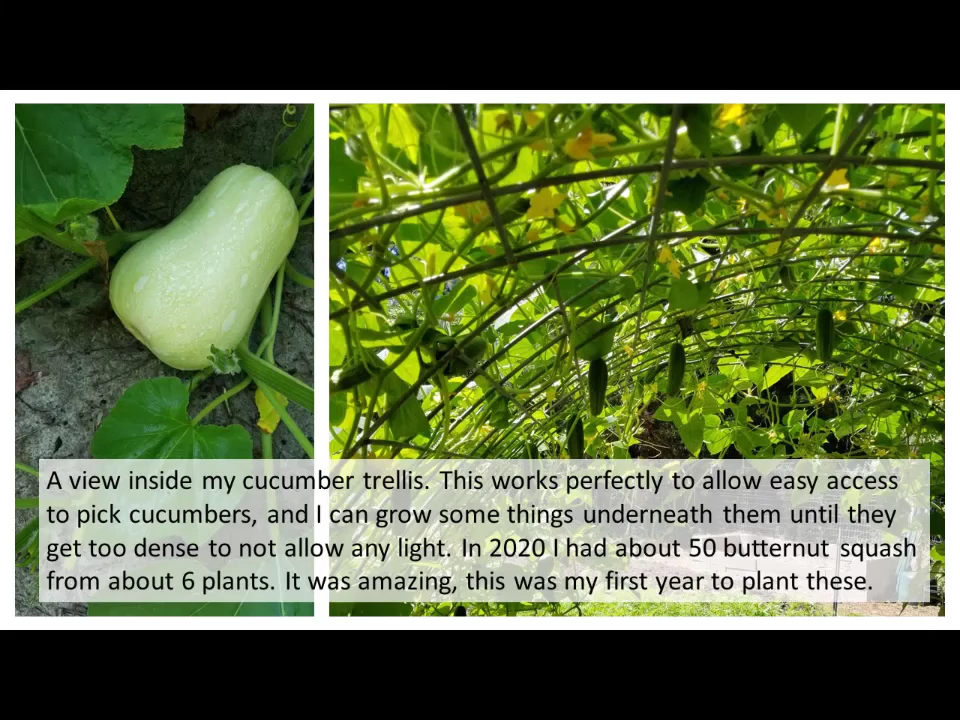 A view inside my cucumber trellis. This works perfectly to allow easy access
to pick cucumbers, and I can grow some things underneath them until they
get too dense to not allow any light. In 2020 I had about 50 butternut squash
from about 6 plants. It was amazing, this was my first year to plant these.